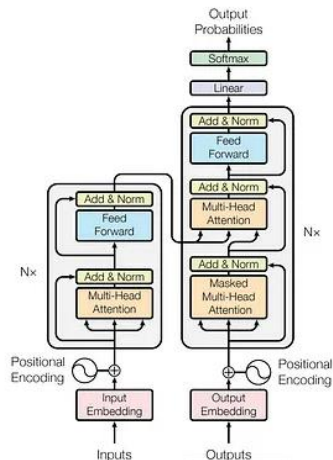 Output
Probabilities
Softmax
Linear
Add & Norm
Feed
Forward
Add & Norm
Multi-Head
Attention
Add & Norm
Masked
Multi-Head
Attention
Nx
Positional
Encoding
Output
Embedding
Outputs
Add & Norm
Feed
Forward
Add & Norm
Multi-Head
Attention
Nx
Positional
Encoding
Input
Embedding
Inputs